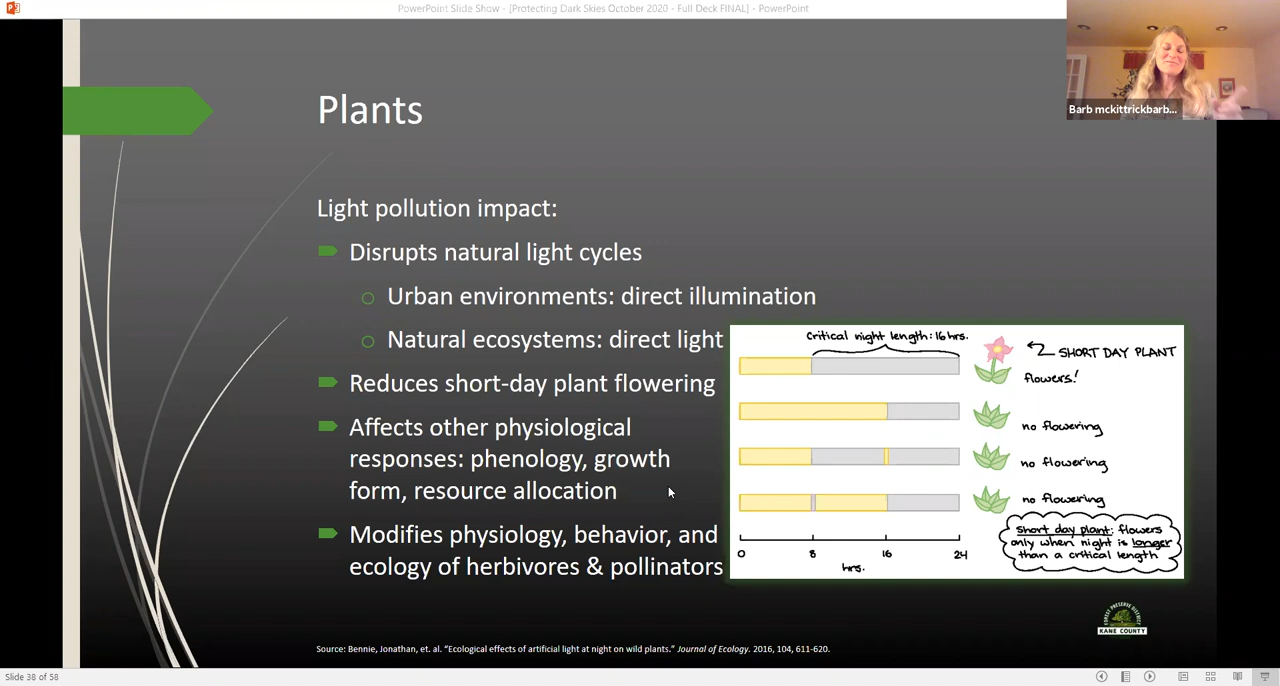 PowerPoint Slide Show - [Protecting Dark Skies October 2020 - Full Deck FINAL] - PowerPoint
Barb mckittrickbarb...
Plants
Light pollution impact:
Disrupts natural light cycles
Urban environments: direct illumination
Natural ecosystems: direct light
Reduces short-day plant flowering
Affects other physiological
responses: phenology, growth
form, resource allocation
Modifies physiology, behavior, and
ecology of herbivores & pollinators
Critical night length: 16 hrs.
SHORT DAY PLANT
flowers!
no flowering
no flowering
no flowering
short day plant: flowers
only when night is longer
than a critical length
0 8 16 24
hrs.
FOREST PRESERVE DISTRICT
KANE COUNTY
Source: Bennie, Jonathan, et. al. “Ecological effects of artificial light at night on wild plants.” Journal of Ecology. 2016, 104, 611-620.
Slide 38 of 58